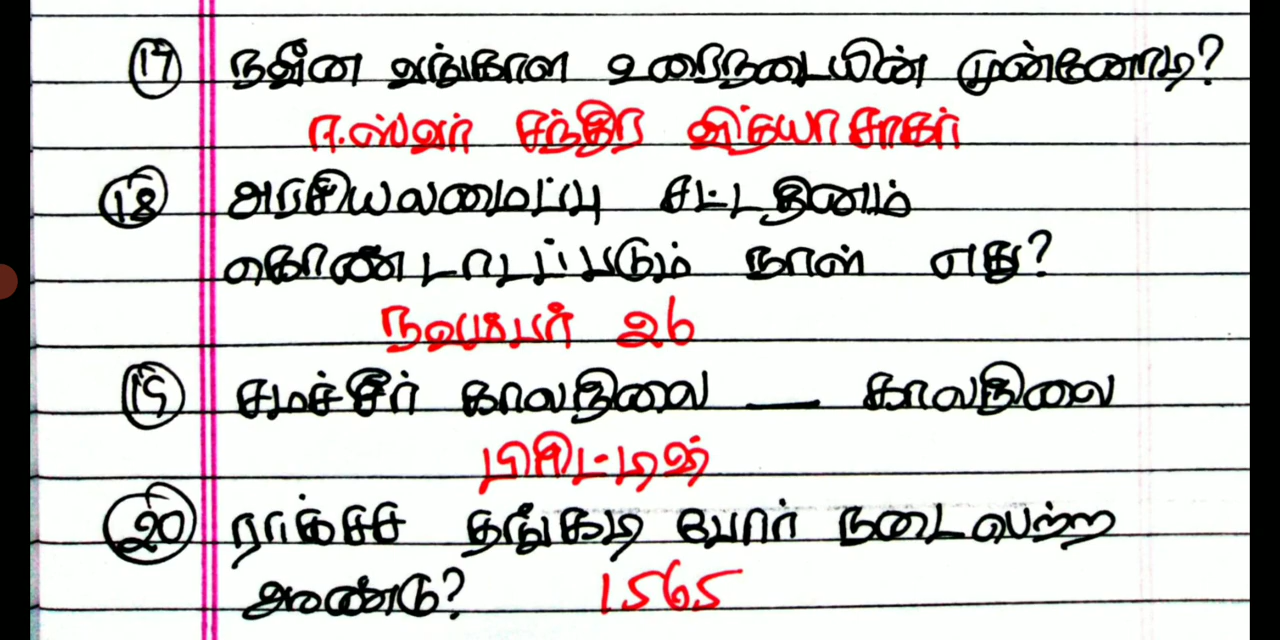 17 நவீன வங்காள உரைநடையின் முன்னோடி?
ஈஸ்வர் சந்திர வித்யாசாகர்
18 அரசியலமைப்பு சட்டதினம்
கொண்டாடப்படும் நாள் எது?
நவம்பர் 26
19 சமச்சீர் காலநிலை — காலநிலை
பிரிட்டிஷ்
20 ராக்சச தங்கடி போர் நடைபெற்ற
ஆண்டு? 1565